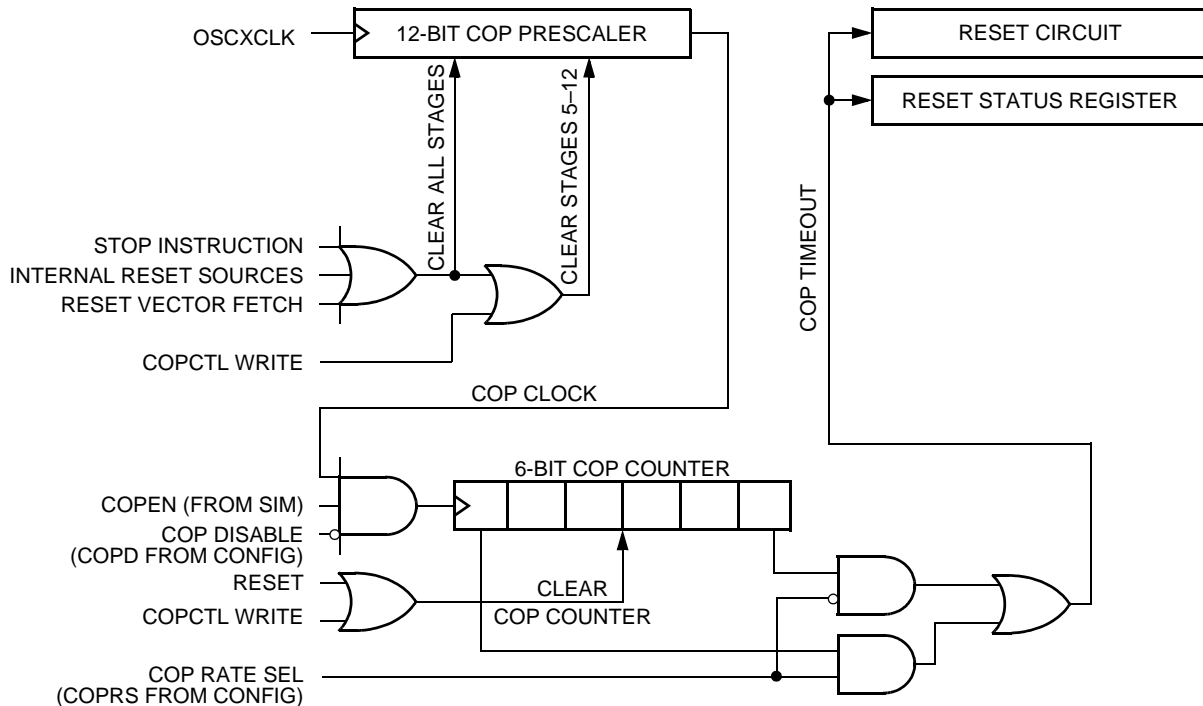 OSCXCLK
12-BIT COP PRESCALER
RESET CIRCUIT
RESET STATUS REGISTER
CLEAR ALL STAGES
CLEAR STAGES 5–12
COP TIMEOUT
STOP INSTRUCTION
INTERNAL RESET SOURCES
RESET VECTOR FETCH
COPCTL WRITE
COP CLOCK
6-BIT COP COUNTER
COPEN (FROM SIM)
COP DISABLE
(COPD FROM CONFIG)
RESET
COPCTL WRITE
CLEAR
COP COUNTER
COP RATE SEL
(COPRS FROM CONFIG)